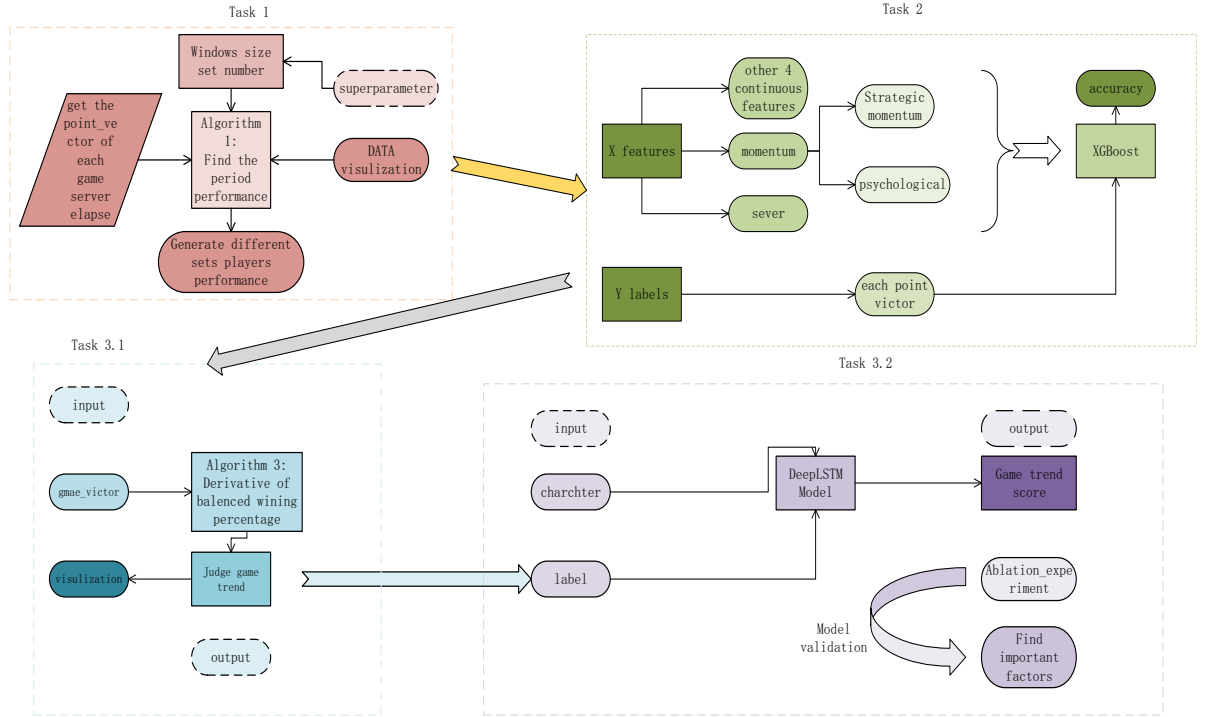 Task 1
Windows size
set number
superparameter
get the
point_ve
ctor of
each
game
server
elapse
Algorithm
1:
Find the
period
performance
DATA
visulization
Generate different
sets players
performance
Task 2
X features
other 4
continuous
features
momentum
sever
Strategic
momentum
psychological
accuracy
XGBoost
Y labels
each point
victor
Task 3.1
input
gmae_victor
Algorithm 3:
Derivative of
balenced wining
percentage
visulization
Judge game
trend
output
Task 3.2
input
charchter
label
DeepLSTM
Model
output
Game trend
score
Ablation_expe
riment
Model
validation
Find
important
factors